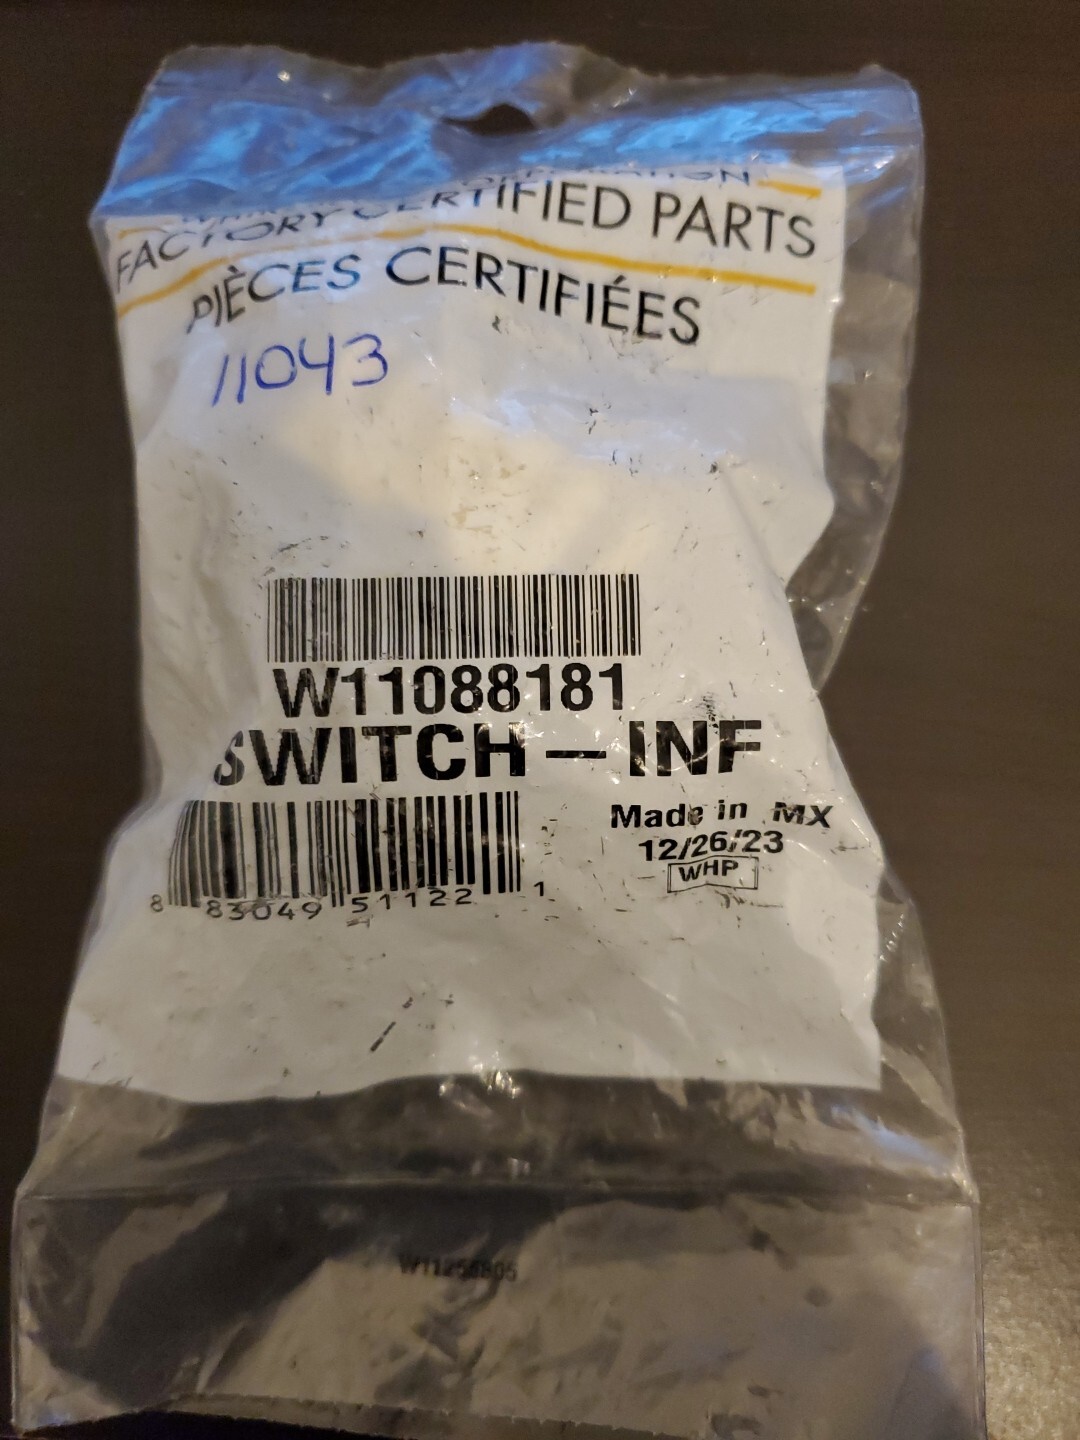 FACTORY CERTIFIED PARTS
PIÈCES CERTIFIÉES
11043
W11088181
SWITCH — INF
Made in MX
12/26/23
WHP
8 83049 51122 1